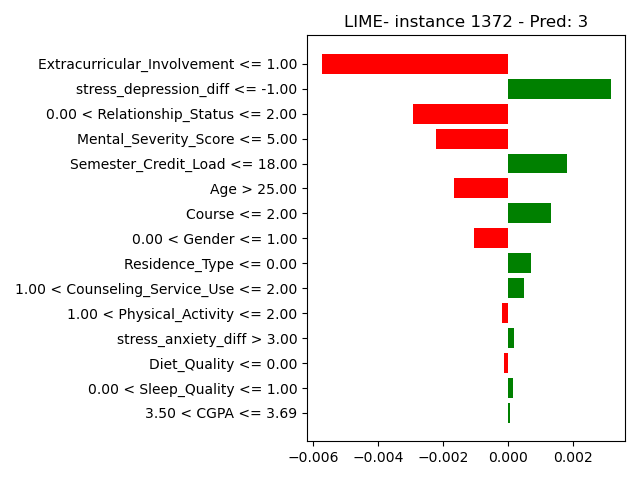 LIME- instance 1372 - Pred: 3
Extracurricular_Involvement <= 1.00
stress_depression_diff <= -1.00
0.00 < Relationship_Status <= 2.00
Mental_Severity_Score <= 5.00
Semester_Credit_Load <= 18.00
Age > 25.00
Course <= 2.00
0.00 < Gender <= 1.00
Residence_Type <= 0.00
1.00 < Counseling_Service_Use <= 2.00
1.00 < Physical_Activity <= 2.00
stress_anxiety_diff > 3.00
Diet_Quality <= 0.00
0.00 < Sleep_Quality <= 1.00
3.50 < CGPA <= 3.69
−0.006 −0.004 −0.002 0.000 0.002